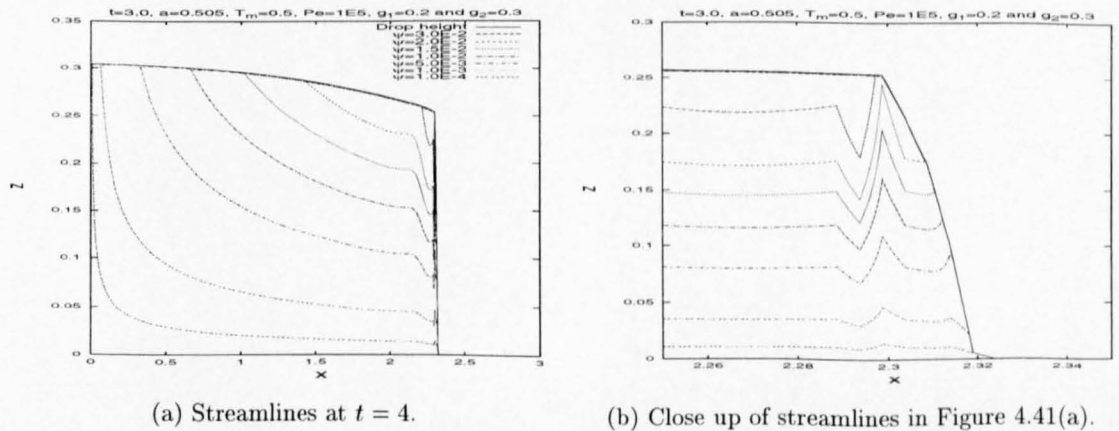 t=3.0, a=0.505, T_m=0.5, Pe=1E5, g_1=0.2 and g_2=0.3
Drop height
0.35
0.3
0.25
0.2
0.15
0.1
0.05
0
Z
0
0.5
1
1.5
2
2.5
3
X
(a) Streamlines at t = 4.
t=3.0, a=0.505, T_m=0.5, Pe=1E5, g_1=0.2 and g_2=0.3
0.25
0.2
0.15
0.1
0.05
0
Z
2.26
2.28
2.3
2.32
2.34
X
(b) Close up of streamlines in Figure 4.41(a).